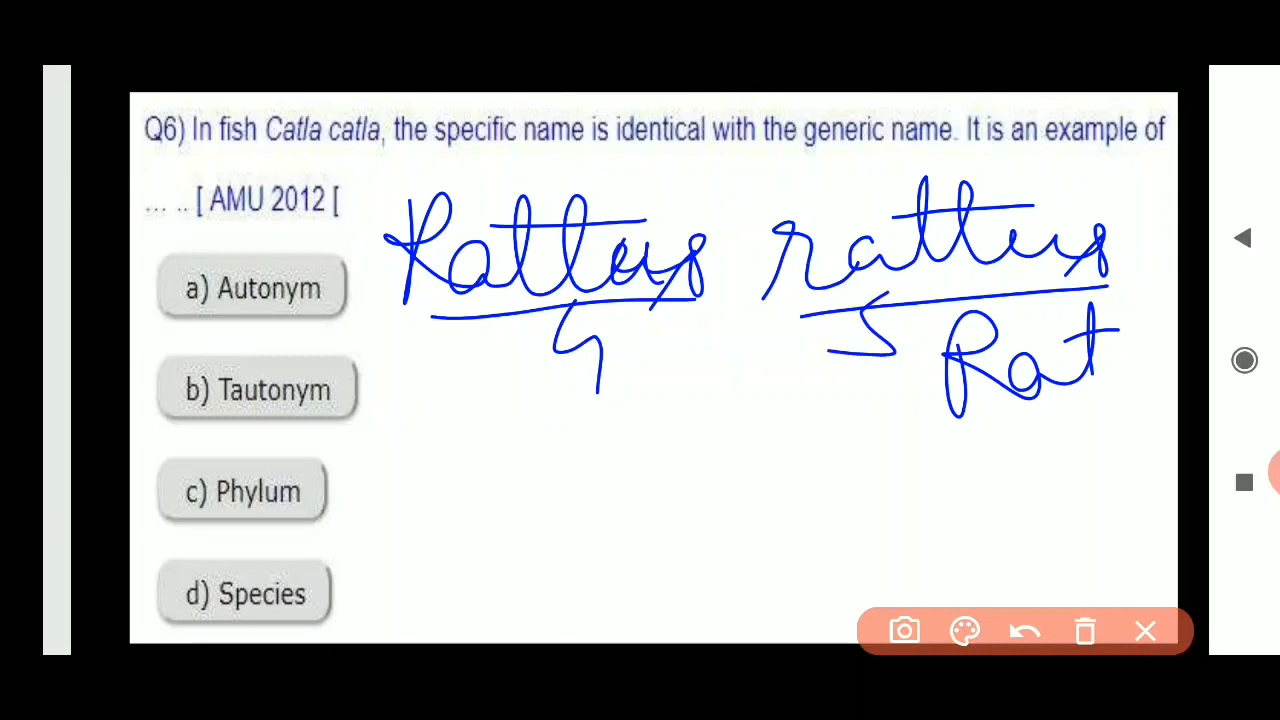 Q6) In fish Catla catla, the specific name is identical with the generic name. It is an example of
... .. [ AMU 2012 [
Rattus rattus
G S Rat
a) Autonym
b) Tautonym
c) Phylum
d) Species